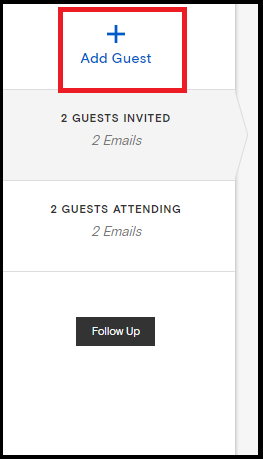 Add Guest
2 GUESTS INVITED
2 Emails
2 GUESTS ATTENDING
2 Emails
Follow Up